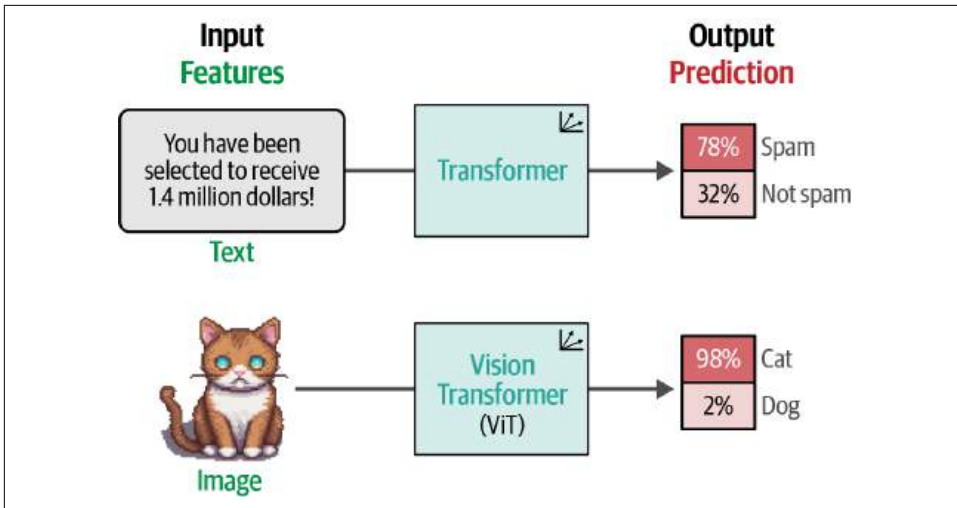 Input
Features
Output
Prediction
You have been
selected to receive
1.4 million dollars!
Text
Transformer
78% Spam
32% Not spam
Image
Vision
Transformer
(ViT)
98% Cat
2% Dog